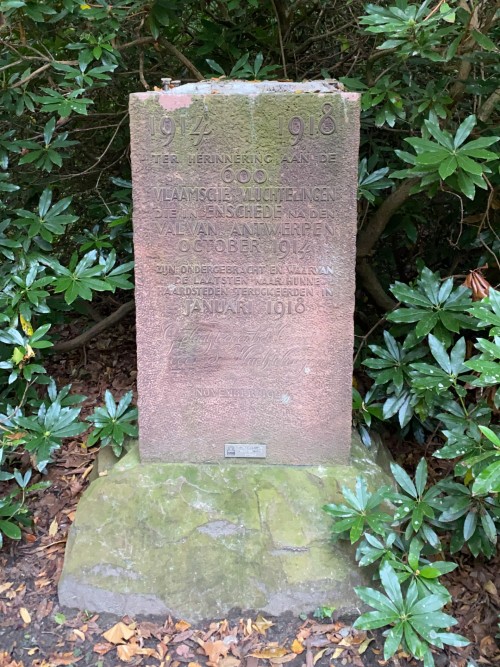 1914 1918
TER HERINNERING AAN DE
600
VLAAMSCHE VLUCHTELINGEN
DIE IN ENSCHEDE NA DEN
VAL VAN ANTWERPEN
OCTOBER 1914
ZIJN ONDERGEBRACHT EN WAARVAN
DE LAATSTEN NAAR HUNNE
HAARDSTEDEN TERUGKEERDEN IN
JANUARI 1918